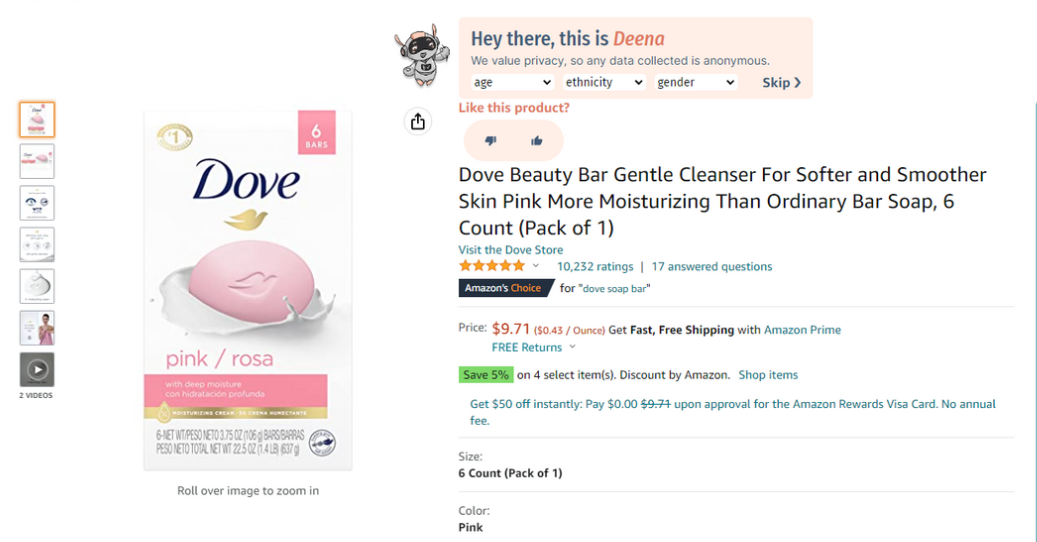 Hey there, this is Deena
We value privacy, so any data collected is anonymous.
age ethnicity gender Skip
Like this product?
6
BARS
#1
Dove
pink / rosa
with deep moisture
con hidratación profunda
MOISTURIZING CREAM
HUMECTANTE
6-NET WT/PESO NETO 3.75 OZ (106 g) BARS/BARRAS
PESO NETO TOTAL NET WT 22.5 OZ (1.4 LB) (637 g)
2 VIDEOS
Roll over image to zoom in
Dove Beauty Bar Gentle Cleanser For Softer and Smoother
Skin Pink More Moisturizing Than Ordinary Bar Soap, 6
Count (Pack of 1)
Visit the Dove Store
10,232 ratings | 17 answered questions
Amazon's Choice for "dove soap bar"
Price: $9.71 ($0.43 / Ounce) Get Fast, Free Shipping with Amazon Prime
FREE Returns
Save 5% on 4 select item(s). Discount by Amazon. Shop items
Get $50 off instantly: Pay $0.00 $9.71 upon approval for the Amazon Rewards Visa Card. No annual
fee.
Size:
6 Count (Pack of 1)
Color:
Pink